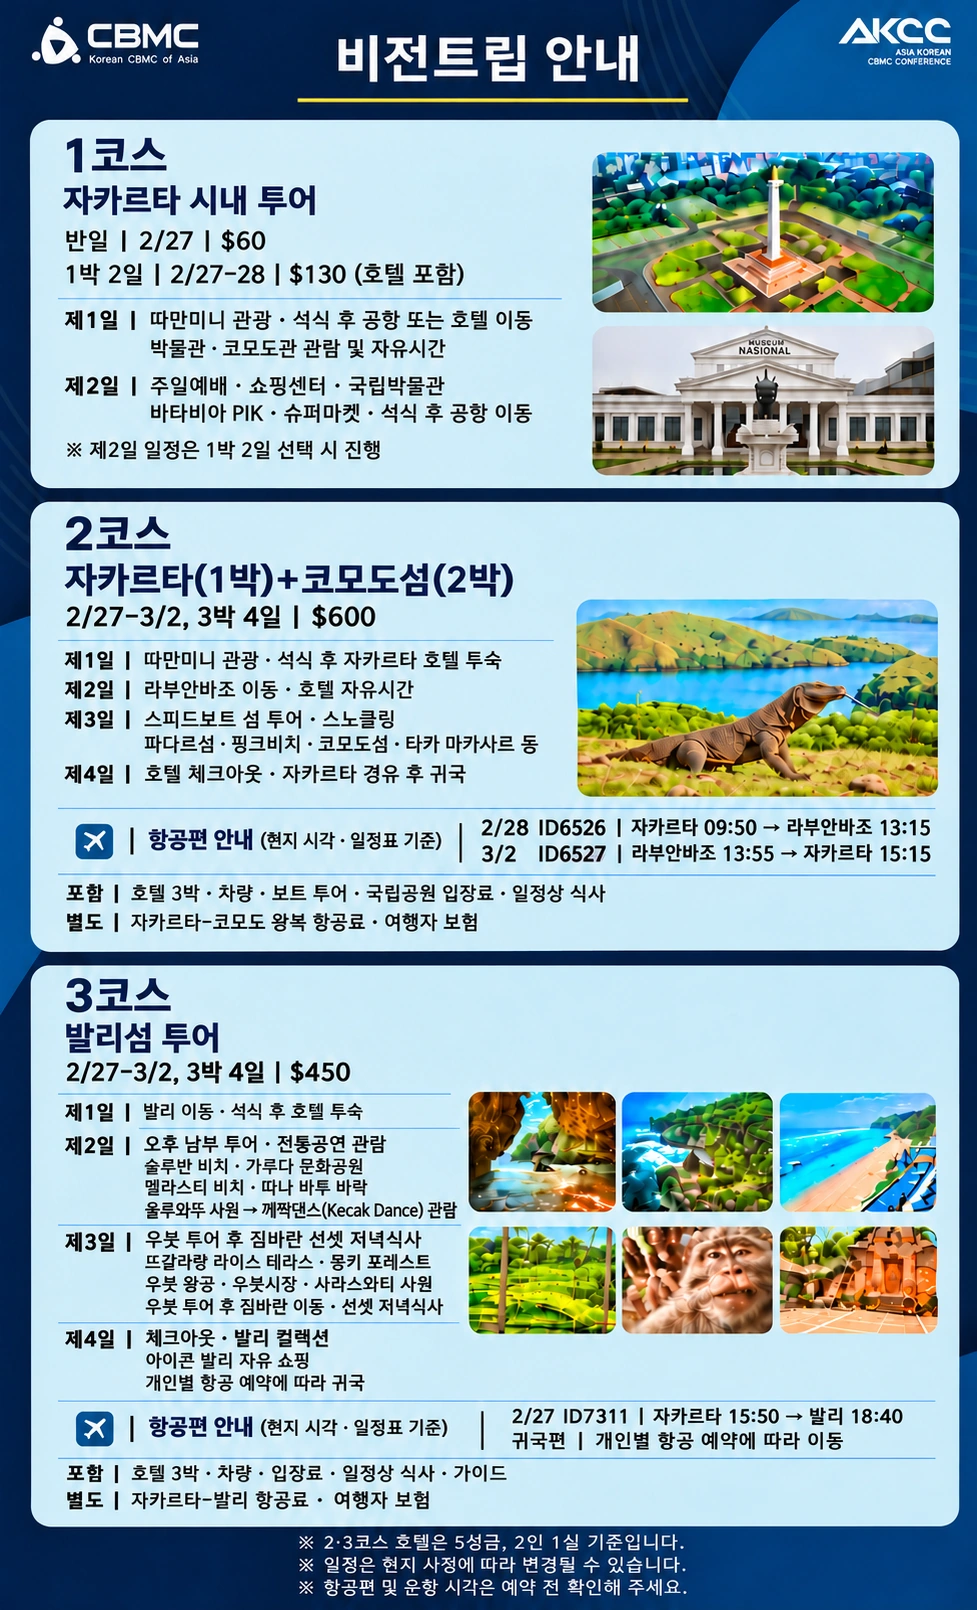 CBMC
Korean CBMC of Asia
비전트립 안내
AKCC
ASIA KOREAN
CBMC CONFERENCE
1코스
자카르타 시내 투어
반일 | 2/27 | $60
1박 2일 | 2/27-28 | $130 (호텔 포함)
제1일 | 따만미니 관광 · 석식 후 공항 또는 호텔 이동
박물관 · 코모도관 관람 및 자유시간
제2일 | 주일예배 · 쇼핑센터 · 국립박물관
바타비아 PIK · 슈퍼마켓 · 석식 후 공항 이동
※ 제2일 일정은 1박 2일 선택 시 진행
MUSEUM
NASIONAL
2코스
자카르타(1박)+코모도섬(2박)
2/27-3/2, 3박 4일 | $600
제1일 | 따만미니 관광 · 석식 후 자카르타 호텔 투숙
제2일 | 라부안바조 이동 · 호텔 자유시간
제3일 | 스피드보트 섬 투어 · 스노클링
파다르섬 · 핑크비치 · 코모도섬 · 타카 마카사르 동
제4일 | 호텔 체크아웃 · 자카르타 경유 후 귀국
| 항공편 안내 (현지 시각 · 일정표 기준) |
2/28 ID6526 | 자카르타 09:50 → 라부안바조 13:15
3/2 ID6527 | 라부안바조 13:55 → 자카르타 15:15
포함 | 호텔 3박 · 차량 · 보트 투어 · 국립공원 입장료 · 일정상 식사
별도 | 자카르타-코모도 왕복 항공료 · 여행자 보험
3코스
발리섬 투어
2/27-3/2, 3박 4일 | $450
제1일 | 발리 이동 · 석식 후 호텔 투숙
제2일 | 오후 남부 투어 · 전통공연 관람
술루반 비치 · 가루다 문화공원
멜라스티 비치 · 따나 바투 바락
울루와뚜 사원 → 께짝댄스(Kecak Dance) 관람
제3일 | 우붓 투어 후 짐바란 선셋 저녁식사
뜨갈라랑 라이스 테라스 · 몽키 포레스트
우붓 왕궁 · 우붓시장 · 사라스와티 사원
우붓 투어 후 짐바란 이동 · 선셋 저녁식사
제4일 | 체크아웃 · 발리 컬랙션
아이콘 발리 자유 쇼핑
개인별 항공 예약에 따라 귀국
| 항공편 안내 (현지 시각 · 일정표 기준) |
2/27 ID7311 | 자카르타 15:50 → 발리 18:40
귀국편 | 개인별 항공 예약에 따라 이동
포함 | 호텔 3박 · 차량 · 입장료 · 일정상 식사 · 가이드
별도 | 자카르타-발리 항공료 · 여행자 보험
※ 2·3코스 호텔은 5성금, 2인 1실 기준입니다.
※ 일정은 현지 사정에 따라 변경될 수 있습니다.
※ 항공편 및 운항 시각은 예약 전 확인해 주세요.